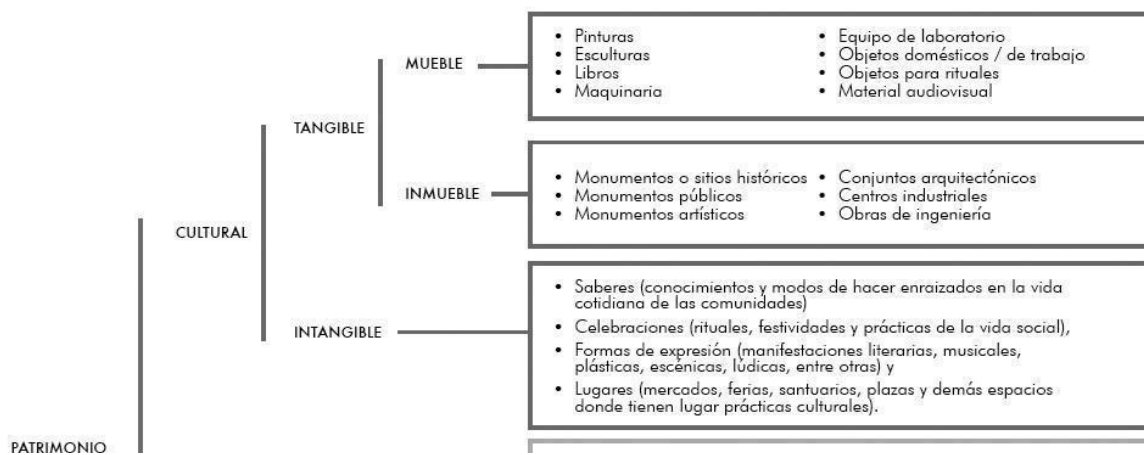 MUEBLE
• Pinturas
• Esculturas
• Libros
• Maquinaria
• Equipo de laboratorio
• Objetos domésticos / de trabajo
• Objetos para rituales
• Material audiovisual
TANGIBLE
INMUEBLE
• Monumentos o sitios históricos
• Monumentos públicos
• Monumentos artísticos
• Conjuntos arquitectónicos
• Centros industriales
• Obras de ingeniería
CULTURAL
INTANGIBLE
• Saberes (conocimientos y modos de hacer enraizados en la vida
cotidiana de las comunidades)
• Celebraciones (rituales, festividades y prácticas de la vida social),
• Formas de expresión (manifestaciones literarias, musicales,
plásticas, escénicas, lúdicas, entre otras) y
• Lugares (mercados, ferias, santuarios, plazas y demás espacios
donde tienen lugar prácticas culturales).
PATRIMONIO